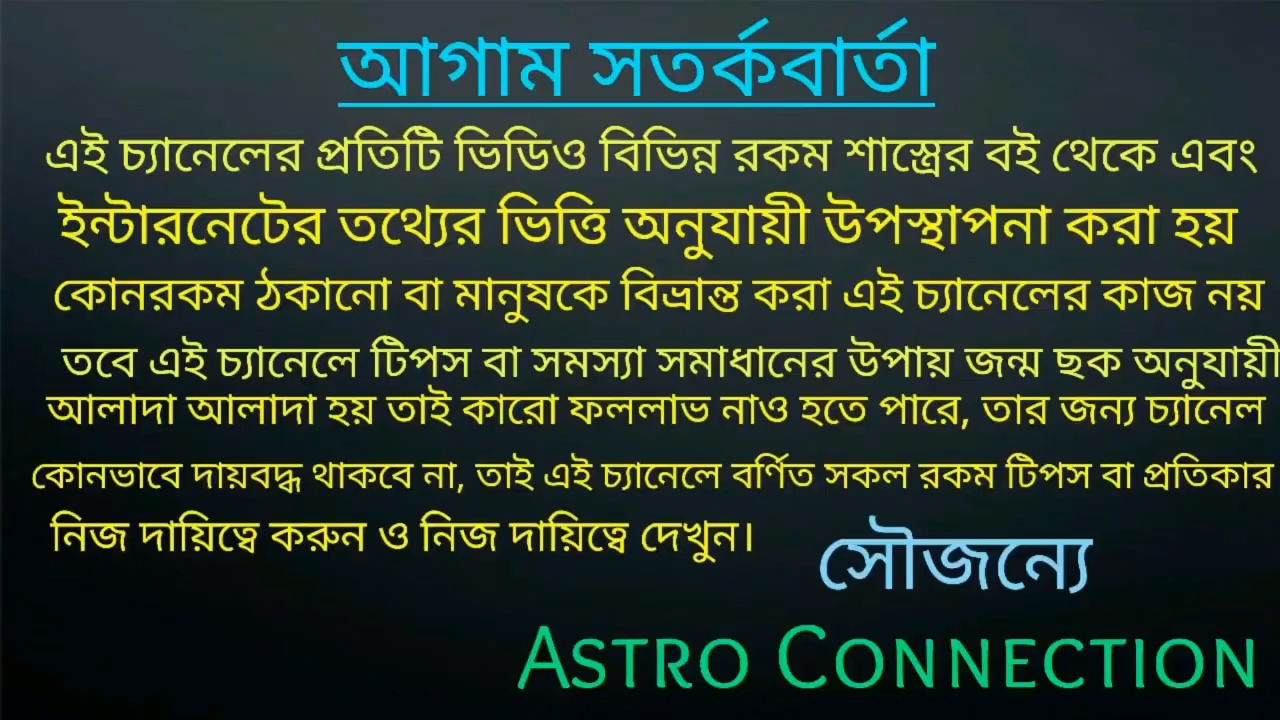 আগাম সতর্কবার্তা
এই চ্যানেলের প্রতিটি ভিডিও বিভিন্ন রকম শাস্ত্রের বই থেকে এবং
ইন্টারনেটের তথ্যের ভিত্তি অনুযায়ী উপস্থাপনা করা হয়
কোনরকম ঠকানো বা মানুষকে বিভ্রান্ত করা এই চ্যানেলের কাজ নয়
তবে এই চ্যানেলে টিপস বা সমস্যা সমাধানের উপায় জন্ম ছক অনুযায়ী
আলাদা আলাদা হয় তাই কারো ফললাভ নাও হতে পারে, তার জন্য চ্যানেল
কোনভাবে দায়বদ্ধ থাকবে না, তাই এই চ্যানেলে বর্ণিত সকল রকম টিপস বা প্রতিকার
নিজ দায়িত্বে করুন ও নিজ দায়িত্বে দেখুন।
সৌজন্যে
ASTRO CONNECTION